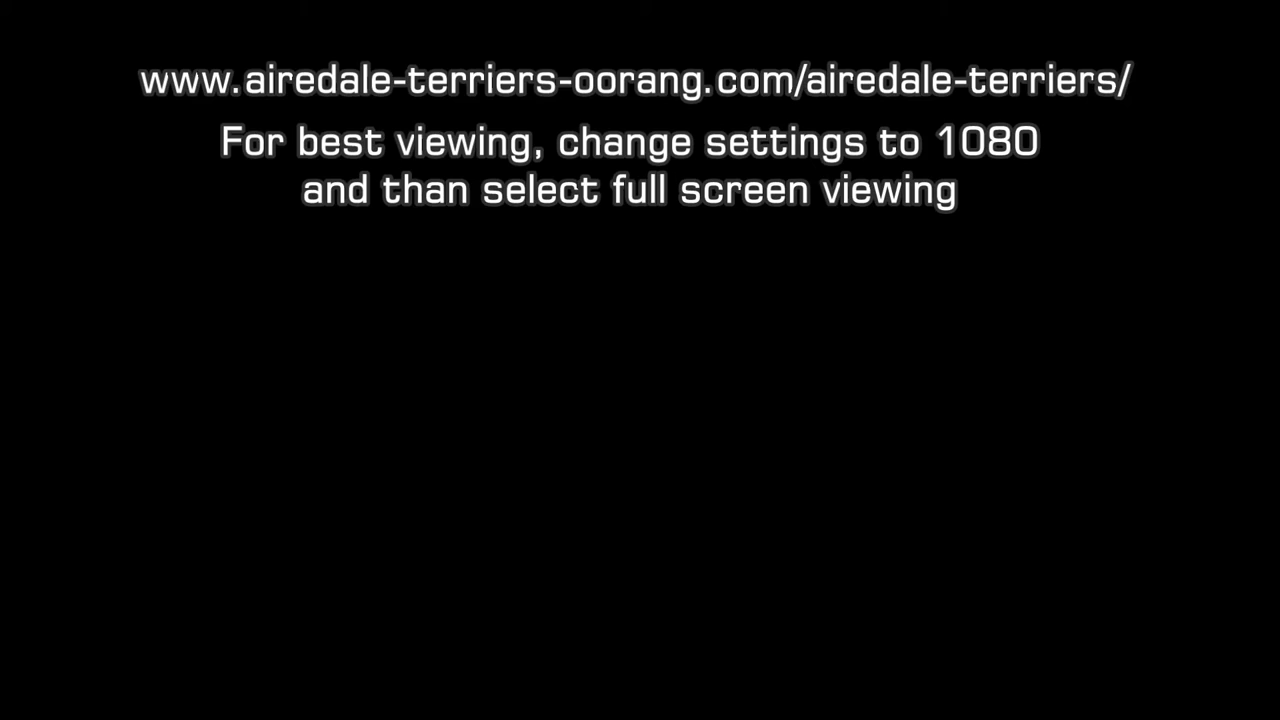 www.airedale-terriers-oorang.com/airedale-terriers/
For best viewing, change settings to 1080
and than select full screen viewing